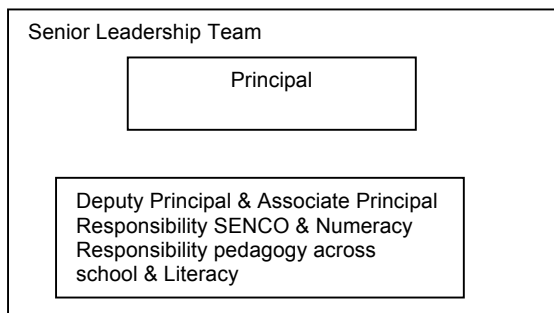 Senior Leadership Team
Principal
Deputy Principal & Associate Principal
Responsibility SENCO & Numeracy
Responsibility pedagogy across
school & Literacy